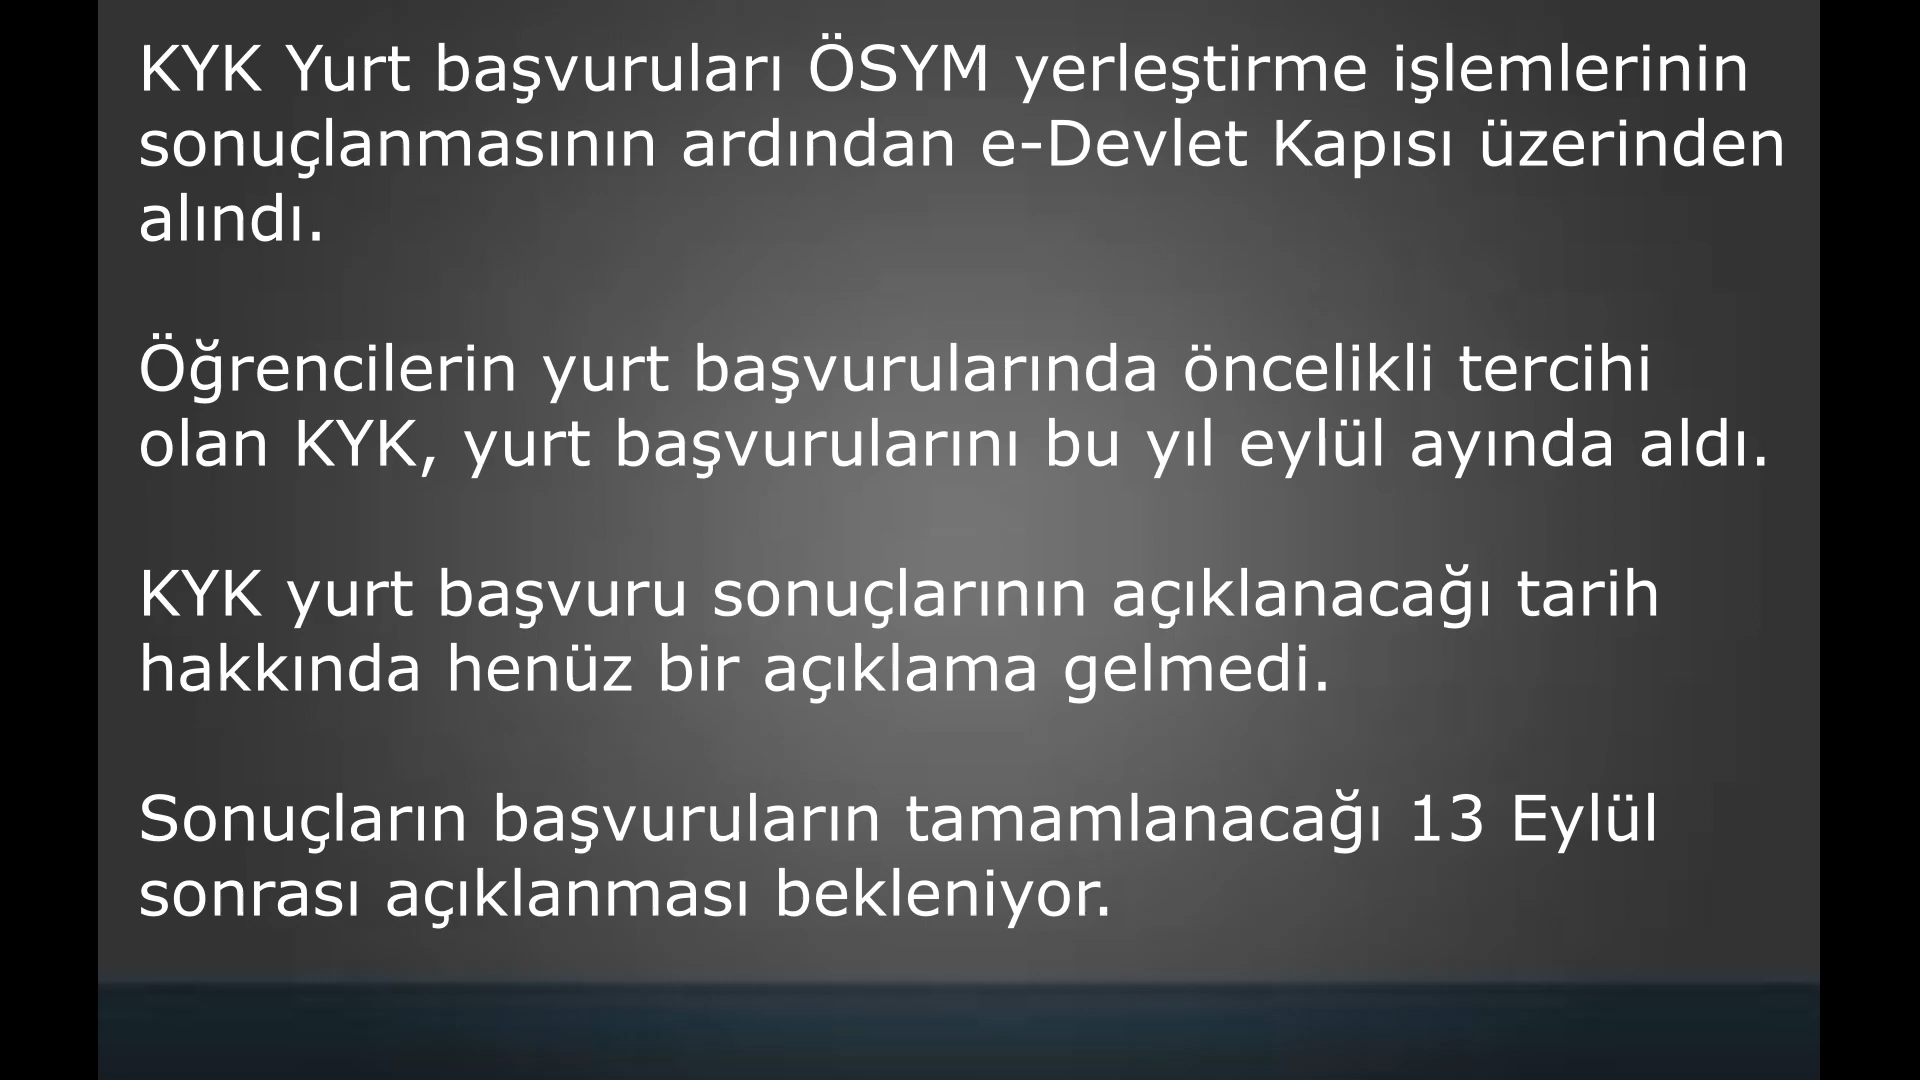 KYK Yurt başvuruları ÖSYM yerleştirme işlemlerinin
sonuçlanmasının ardından e-Devlet Kapısı üzerinden
alındı.
Öğrencilerin yurt başvurularında öncelikli tercihi
olan KYK, yurt başvurularını bu yıl eylül ayında aldı.
KYK yurt başvuru sonuçlarının açıklanacağı tarih
hakkında henüz bir açıklama gelmedi.
Sonuçların başvuruların tamamlanacağı 13 Eylül
sonrası açıklanması bekleniyor.